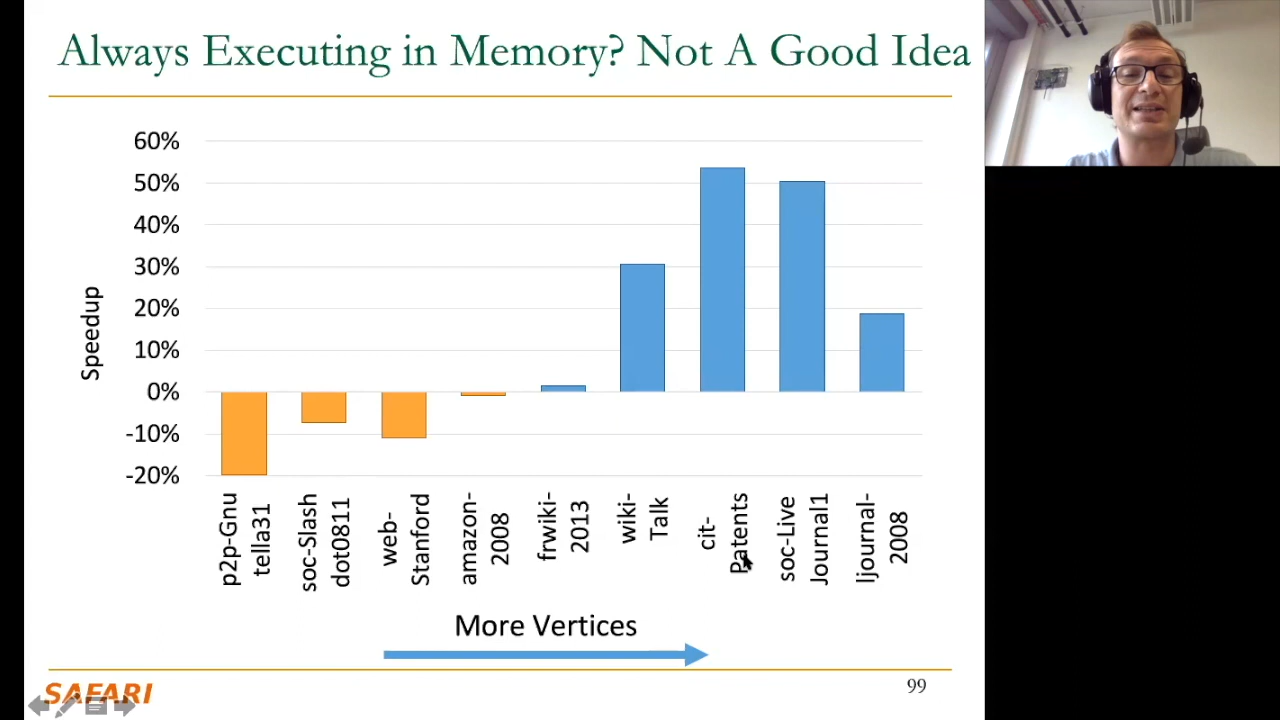 Always Executing in Memory? Not A Good Idea
60%
50%
40%
30%
20%
10%
0%
-10%
-20%
Speedup
p2p-Gnu
tella31
soc-Slash
dot0811
web-
Stanford
amazon-
2008
frwiki-
2013
wiki-
Talk
cit-
Patents
soc-Live
Journal1
ljournal-
2008
More Vertices
SAFARI
99